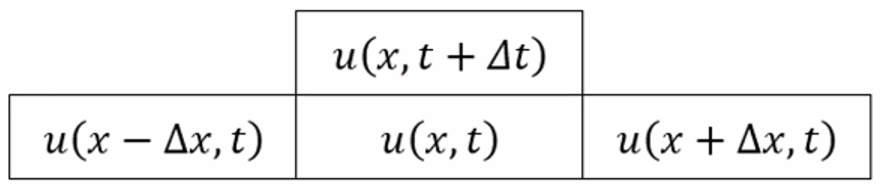 u(x, t + Δt)
u(x − Δx, t) u(x, t) u(x + Δx, t)